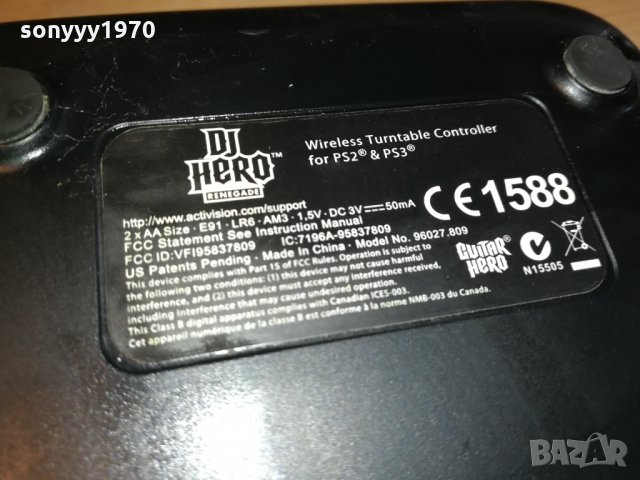 sonyyy1970
DJ
HERO™
RENEGADE
Wireless Turntable Controller
for PS2® & PS3®
http://www.activision.com/support
2 x AA Size · E91 · LR6 · AM3 · 1,5V · DC 3V 50mA
FCC Statement See Instruction Manual
FCC ID:VFI95837809 IC:7196A-95837809
US Patents Pending · Made in China · Model No. 96027.809
This device complies with Part 15 of FCC Rules. Operation is subject to
the following two conditions: (1) this device may not cause harmful
interference, and (2) this device must accept any interference received,
including interference that may cause undesired operation.
This Class B digital apparatus complies with Canadian ICES-003.
Cet appareil numérique de la classe B est conforme à la norme NMB-003 du Canada.
CE 1588
GUITAR
HERO
N15505
BAZAR